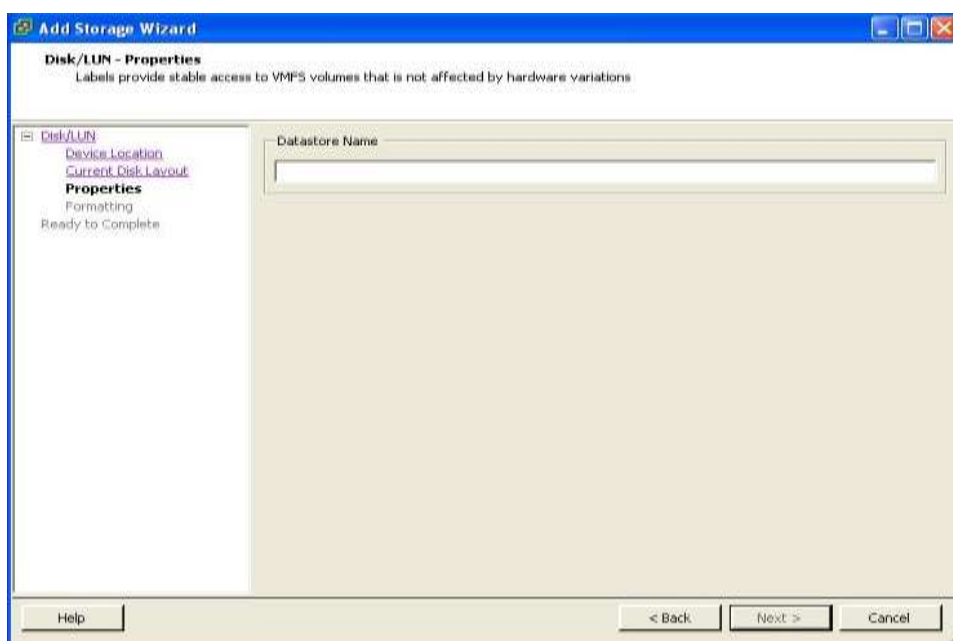 Add Storage Wizard
Disk/LUN - Properties
Labels provide stable access to VMFS volumes that is not affected by hardware variations
Disk/LUN
Device Location
Current Disk Layout
Properties
Formatting
Ready to Complete
Datastore Name
Help
< Back
Next >
Cancel